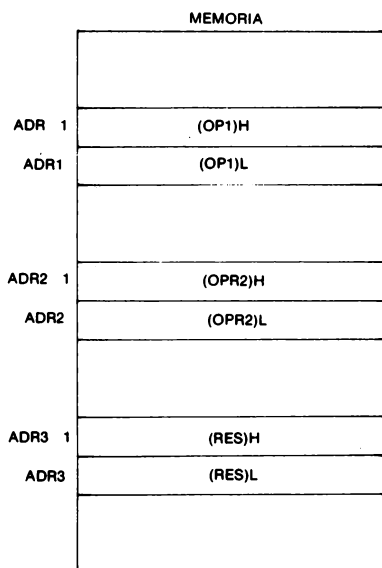 MEMORIA
ADR 1 (OP1)H
ADR1 (OP1)L
ADR2 1 (OPR2)H
ADR2 (OPR2)L
ADR3 1 (RES)H
ADR3 (RES)L